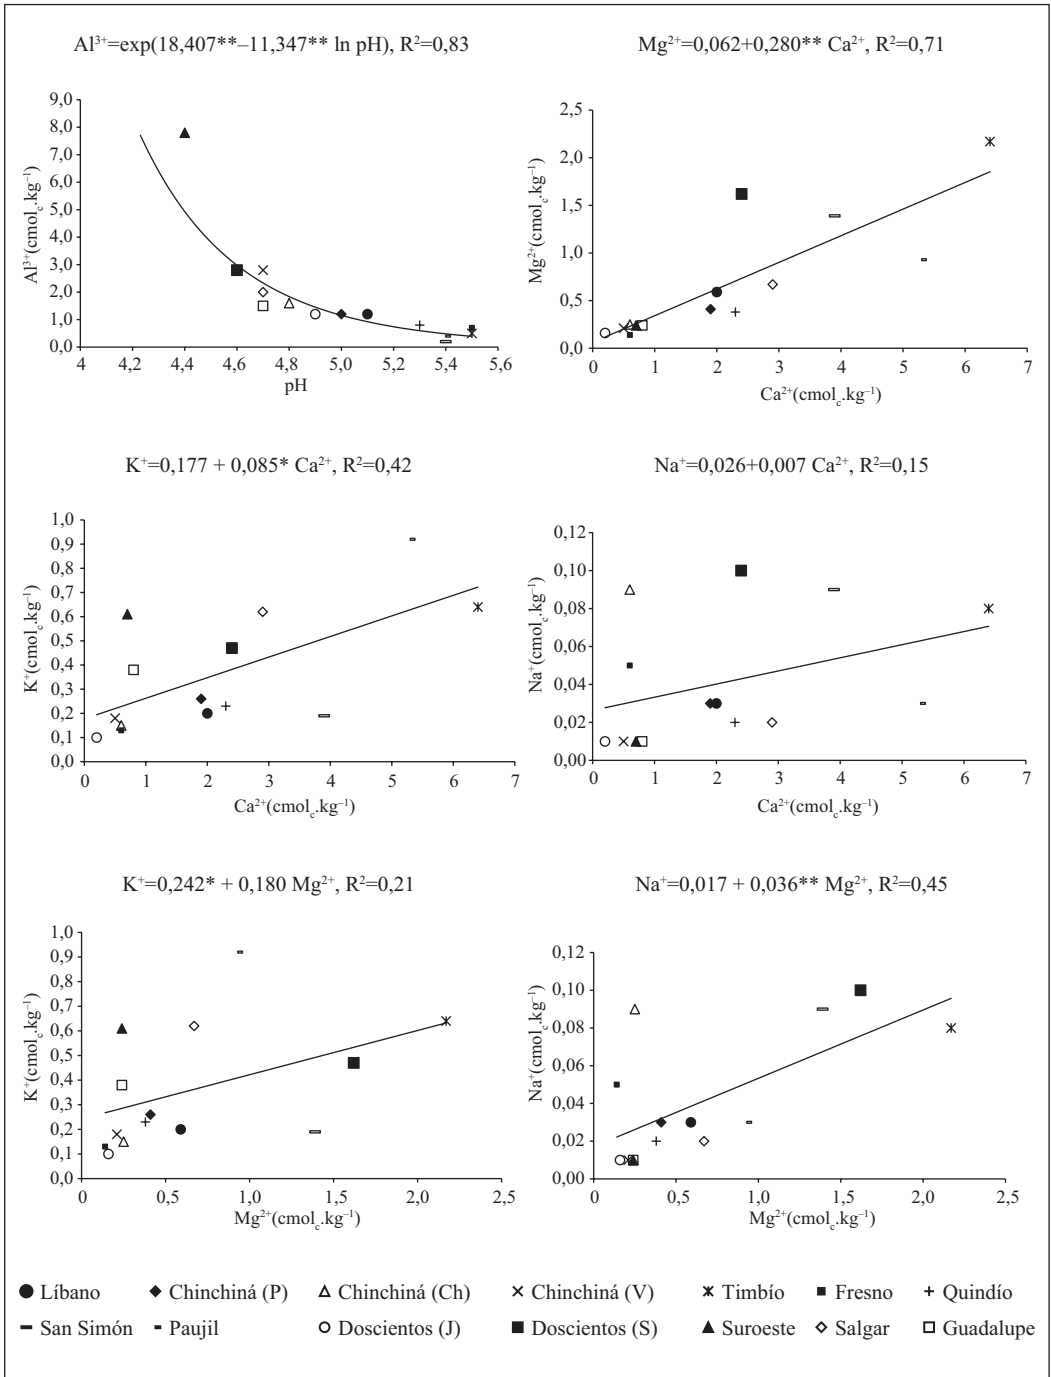 Al³⁺=exp(18,407**–11,347** ln pH), R²=0,83
9,0
8,0
7,0
6,0
5,0
4,0
3,0
2,0
1,0
0,0
Al³⁺(cmol꜀.kg⁻¹)
4 4,2 4,4 4,6 4,8 5,0 5,2 5,4 5,6
pH
Mg²⁺=0,062+0,280** Ca²⁺, R²=0,71
2,5
2,0
1,5
1,0
0,5
0,0
Mg²⁺(cmol꜀.kg⁻¹)
0 1 2 3 4 5 6 7
Ca²⁺(cmol꜀.kg⁻¹)
K⁺=0,177 + 0,085* Ca²⁺, R²=0,42
1,0
0,9
0,8
0,7
0,6
0,5
0,4
0,3
0,2
0,1
0,0
K⁺(cmol꜀.kg⁻¹)
0 1 2 3 4 5 6 7
Ca²⁺(cmol꜀.kg⁻¹)
Na⁺=0,026+0,007 Ca²⁺, R²=0,15
0,12
0,10
0,08
0,06
0,04
0,02
0,00
Na⁺(cmol꜀.kg⁻¹)
0 1 2 3 4 5 6 7
Ca²⁺(cmol꜀.kg⁻¹)
K⁺=0,242* + 0,180 Mg²⁺, R²=0,21
1,0
0,9
0,8
0,7
0,6
0,5
0,4
0,3
0,2
0,1
0,0
K⁺(cmol꜀.kg⁻¹)
0 0,5 1,0 1,5 2,0 2,5
Mg²⁺(cmol꜀.kg⁻¹)
Na⁺=0,017 + 0,036** Mg²⁺, R²=0,45
0,12
0,10
0,08
0,06
0,04
0,02
0,00
Na⁺(cmol꜀.kg⁻¹)
0 0,5 1,0 1,5 2,0 2,5
Mg²⁺(cmol꜀.kg⁻¹)
Líbano Chinchiná (P) Chinchiná (Ch) Chinchiná (V) Timbío Fresno Quindío
San Simón Paujil Doscientos (J) Doscientos (S) Suroeste Salgar Guadalupe